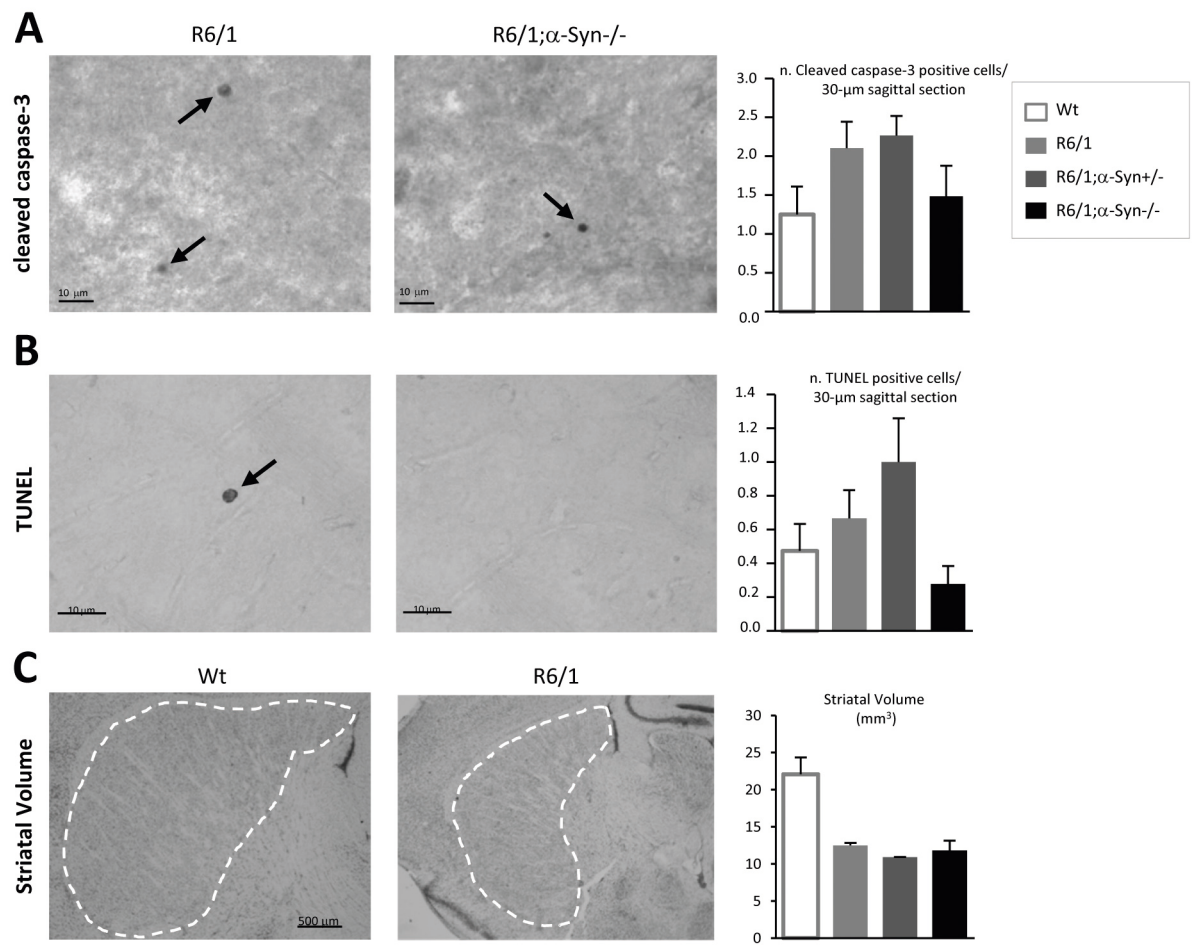 A
R6/1
R6/1;α-Syn-/-
cleaved caspase-3
10 μm
10 μm
n. Cleaved caspase-3 positive cells/
30-μm sagittal section
3.0
2.5
2.0
1.5
1.0
0.5
0.0
Wt
R6/1
R6/1;α-Syn+/-
R6/1;α-Syn-/-
B
TUNEL
10 μm
10 μm
n. TUNEL positive cells/
30-μm sagittal section
1.4
1.2
1.0
0.8
0.6
0.4
0.2
0.0
C
Wt
R6/1
Striatal Volume
500 μm
Striatal Volume
(mm³)
30
25
20
15
10
5
0